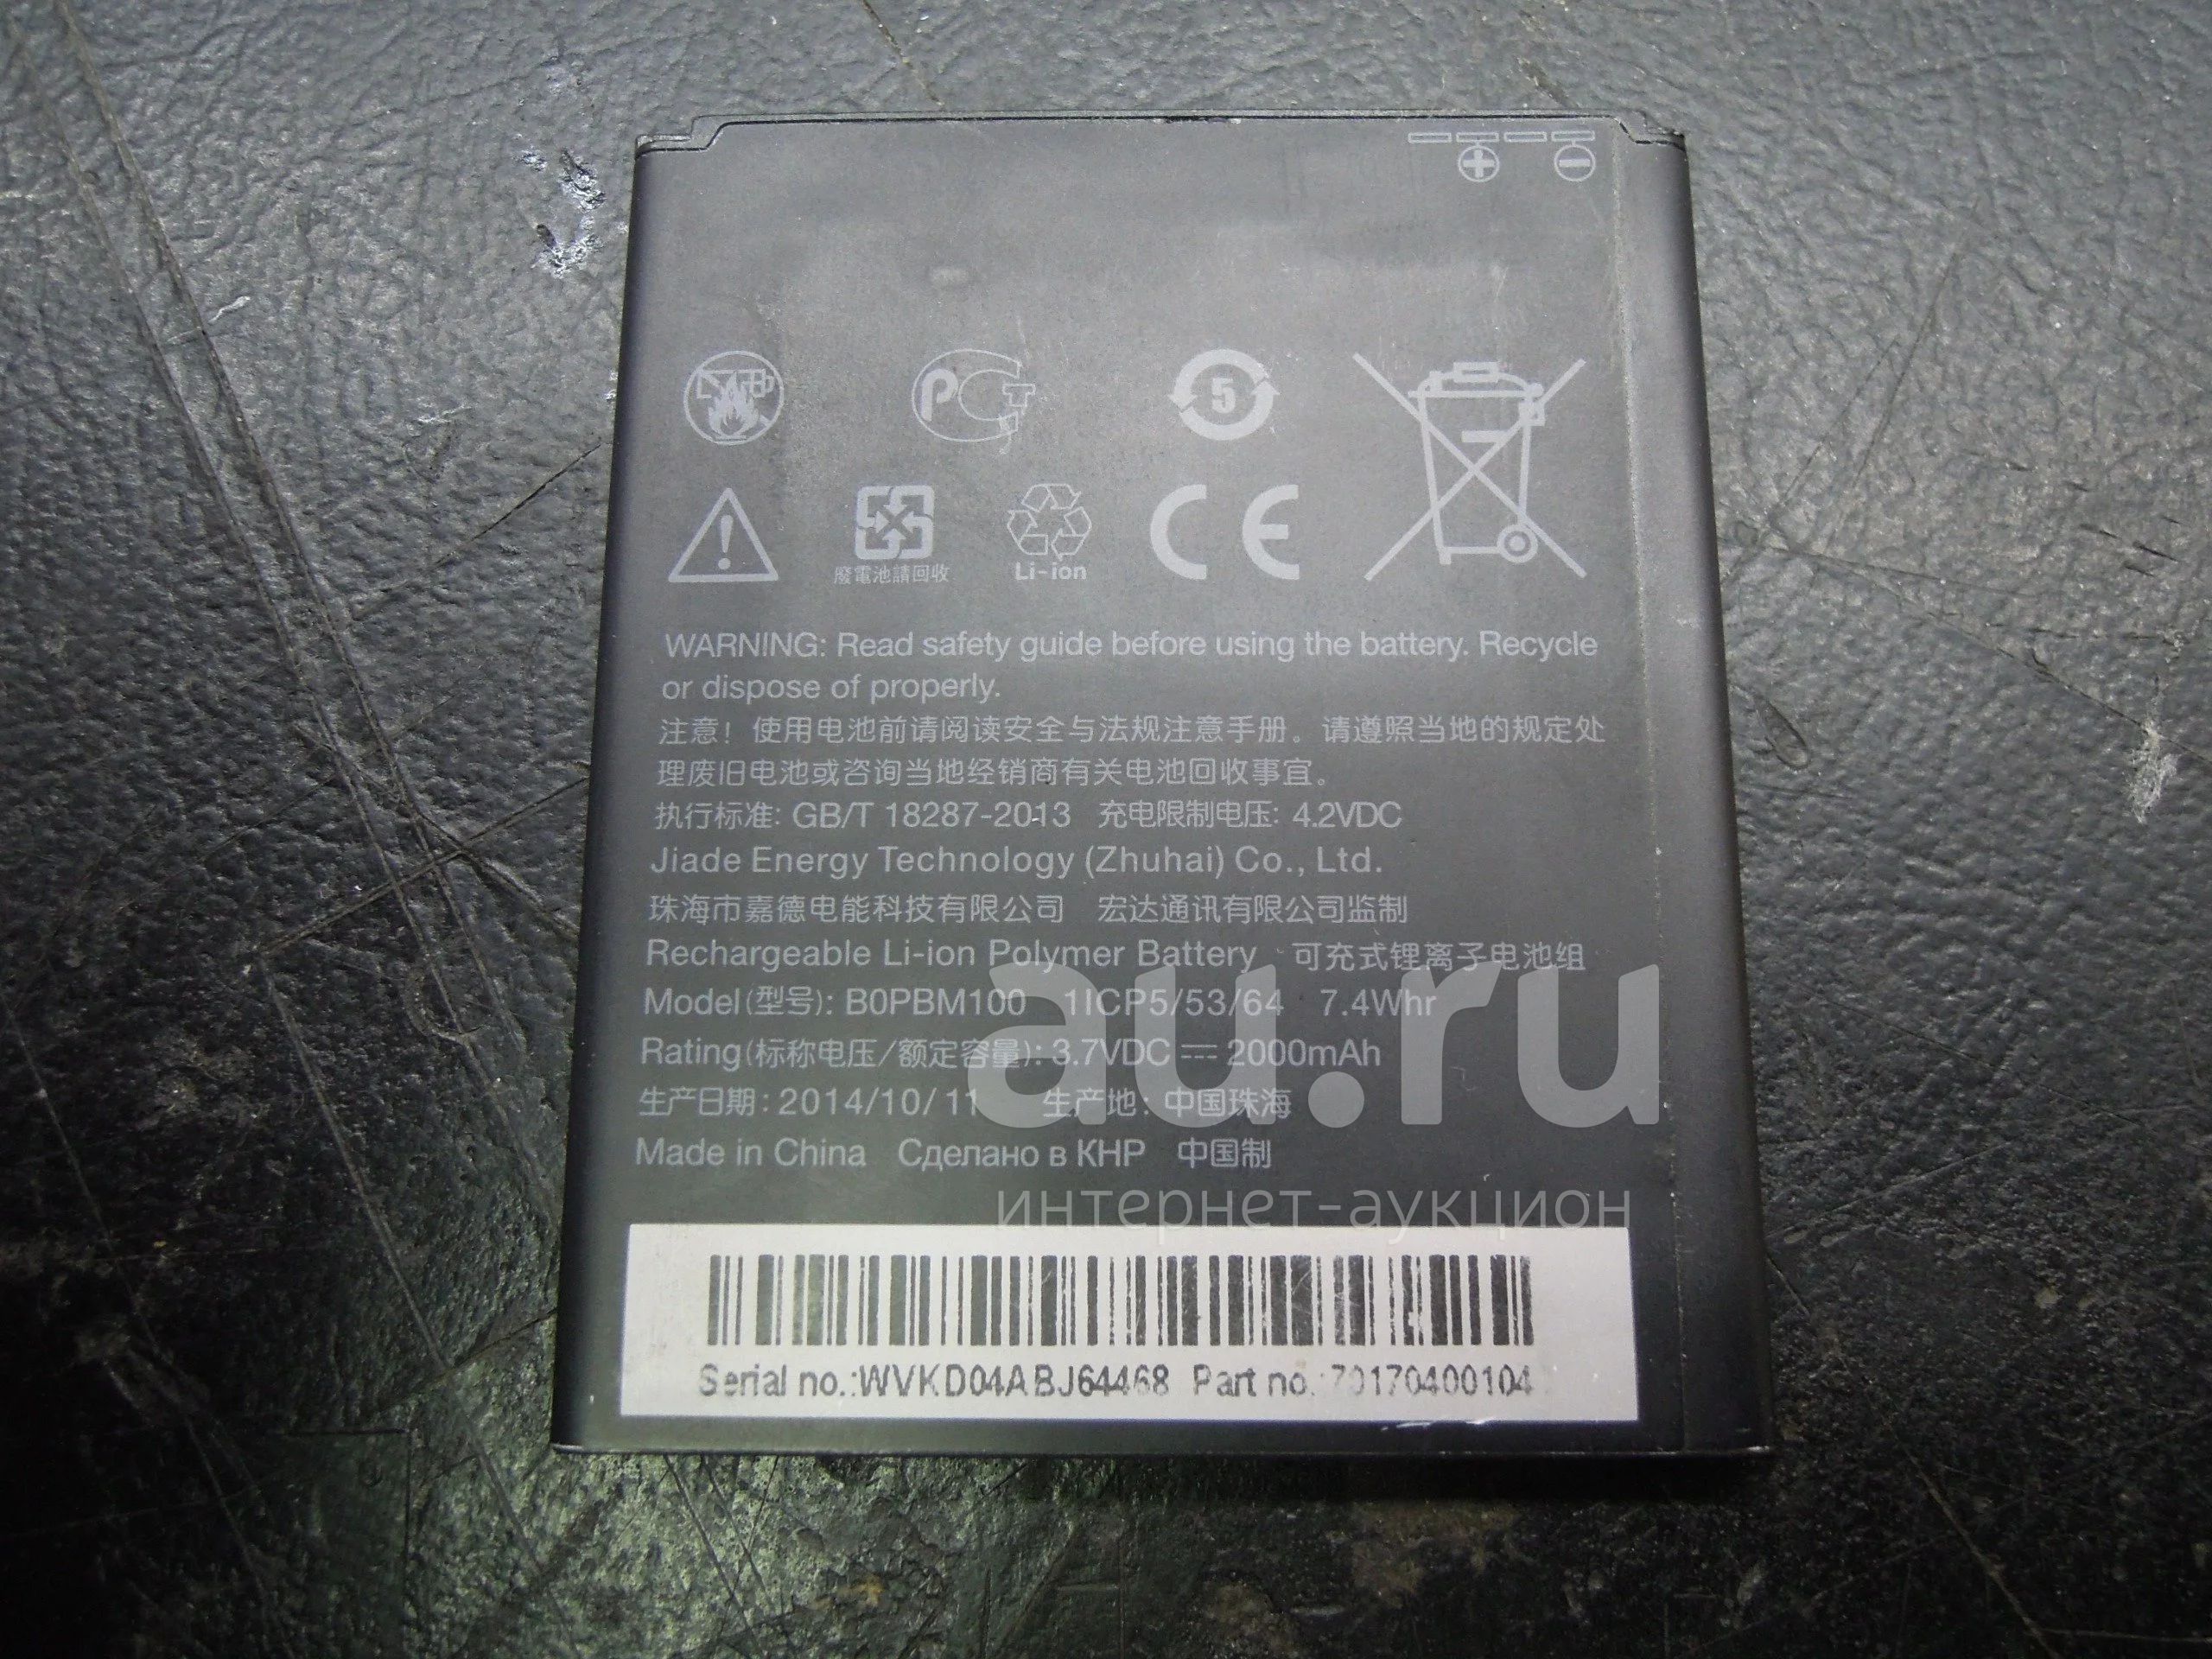 5
廢電池請回收
Li-ion
CE
WARNING: Read safety guide before using the battery. Recycle
or dispose of properly.
注意！使用电池前请阅读安全与法规注意手册。请遵照当地的规定处
理废旧电池或咨询当地经销商有关电池回收事宜。
执行标准: GB/T 18287-2013 充电限制电压: 4.2VDC
Jiade Energy Technology (Zhuhai) Co., Ltd.
珠海市嘉德电能科技有限公司 宏达通讯有限公司监制
Rechargeable Li-ion Polymer Battery 可充式锂离子电池组
Model(型号): B0PBM100 1ICP5/53/64 7.4Whr
Rating(标称电压/额定容量): 3.7VDC ⎓ 2000mAh
生产日期: 2014/10/11 生产地: 中国珠海
Made in China Сделано в КНР 中国制
au.ru
интернет-аукцион
Serial no.:WVKD04ABJ64468 Part no.:70170400104